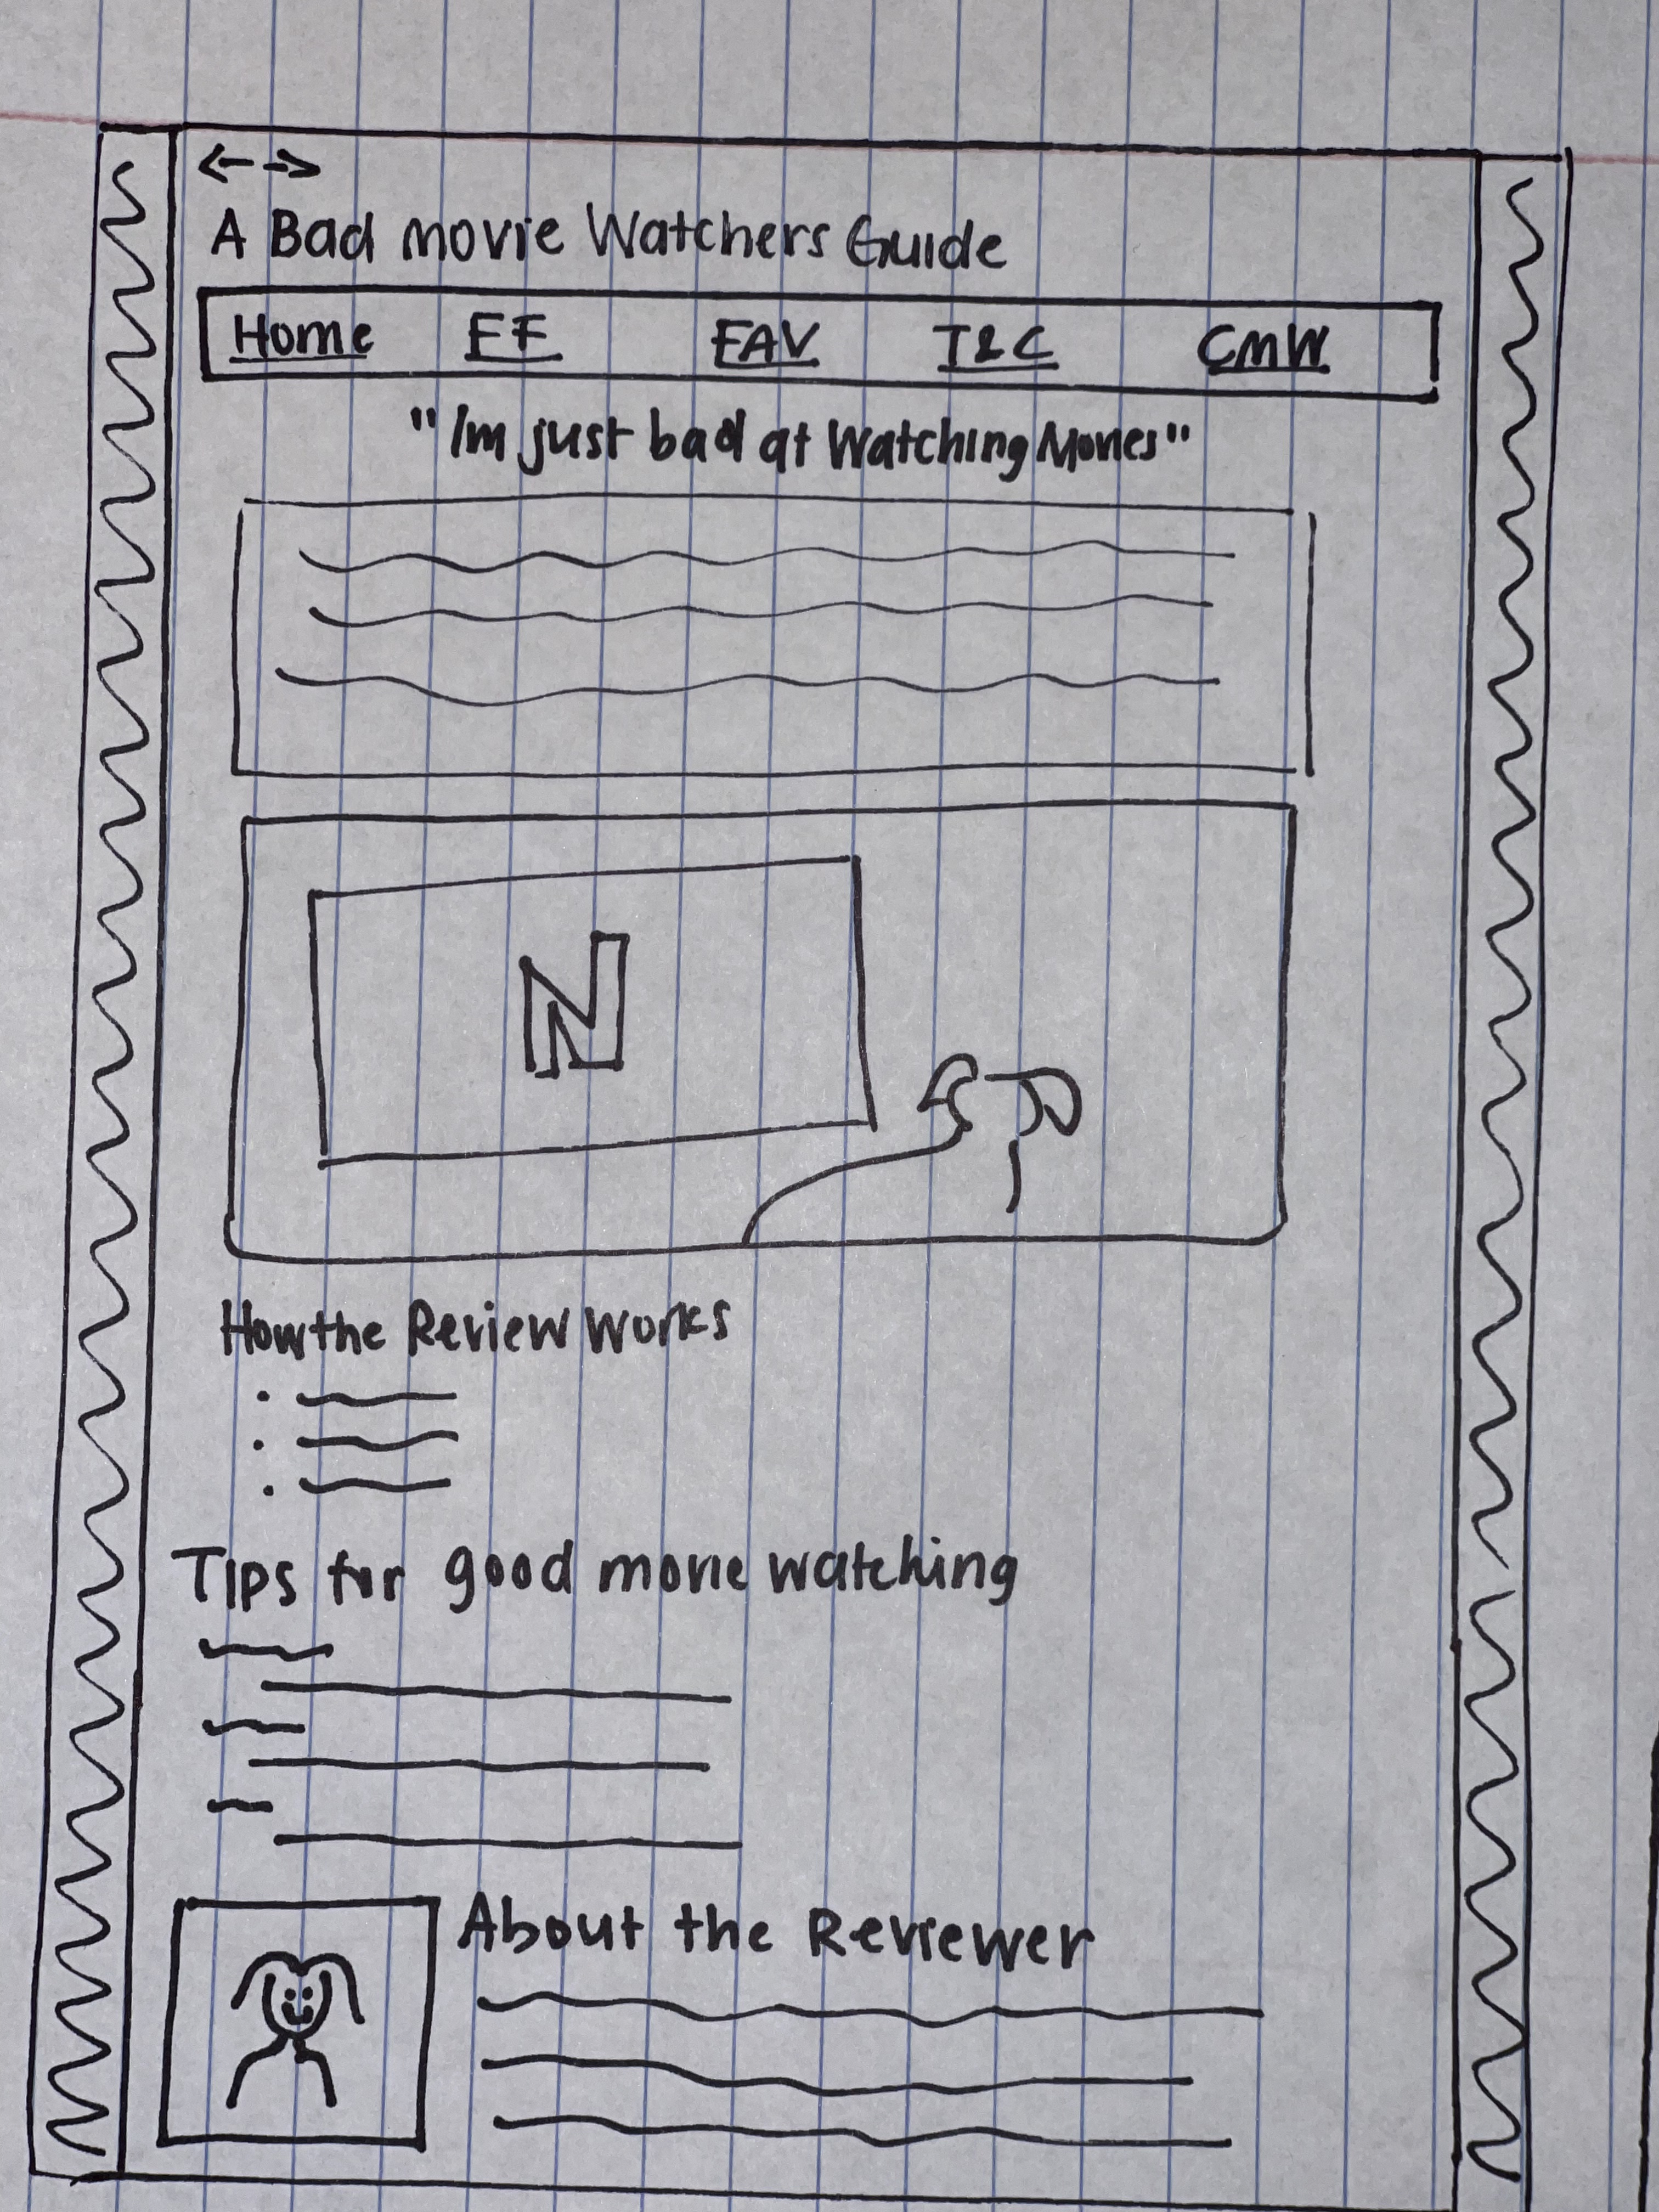 A Bad movie Watchers Guide
Home EF FAV T&C CMW
"Im just bad at Watching Movies"
N
How the Review Works
Tips for good movie watching
About the Reviewer